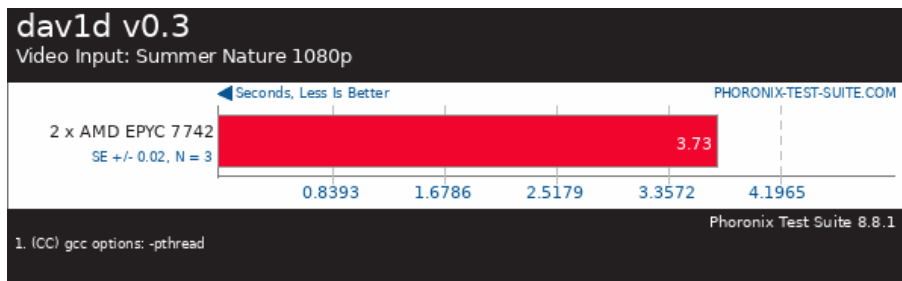 dav1d v0.3
Video Input: Summer Nature 1080p
Seconds, Less Is Better
PHORONIX-TEST-SUITE.COM
2 x AMD EPYC 7742
SE +/- 0.02, N = 3
3.73
0.8393 1.6786 2.5179 3.3572 4.1965
Phoronix Test Suite 8.8.1
1. (CC) gcc options: -pthread